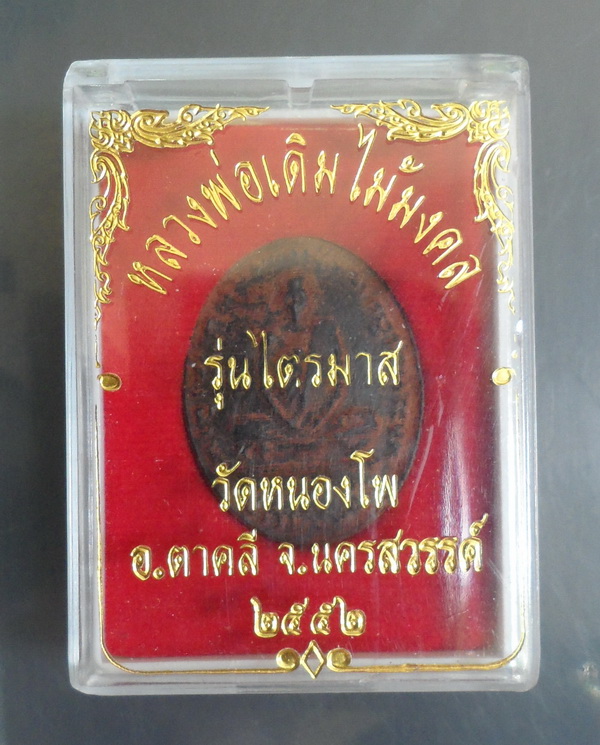 หลวงพ่อเดิม ไม้มงคล
รุ่นไตรมาส
วัดหนองโพ
อ.ตาคลี จ.นครสวรรค์
๒๕๕๒